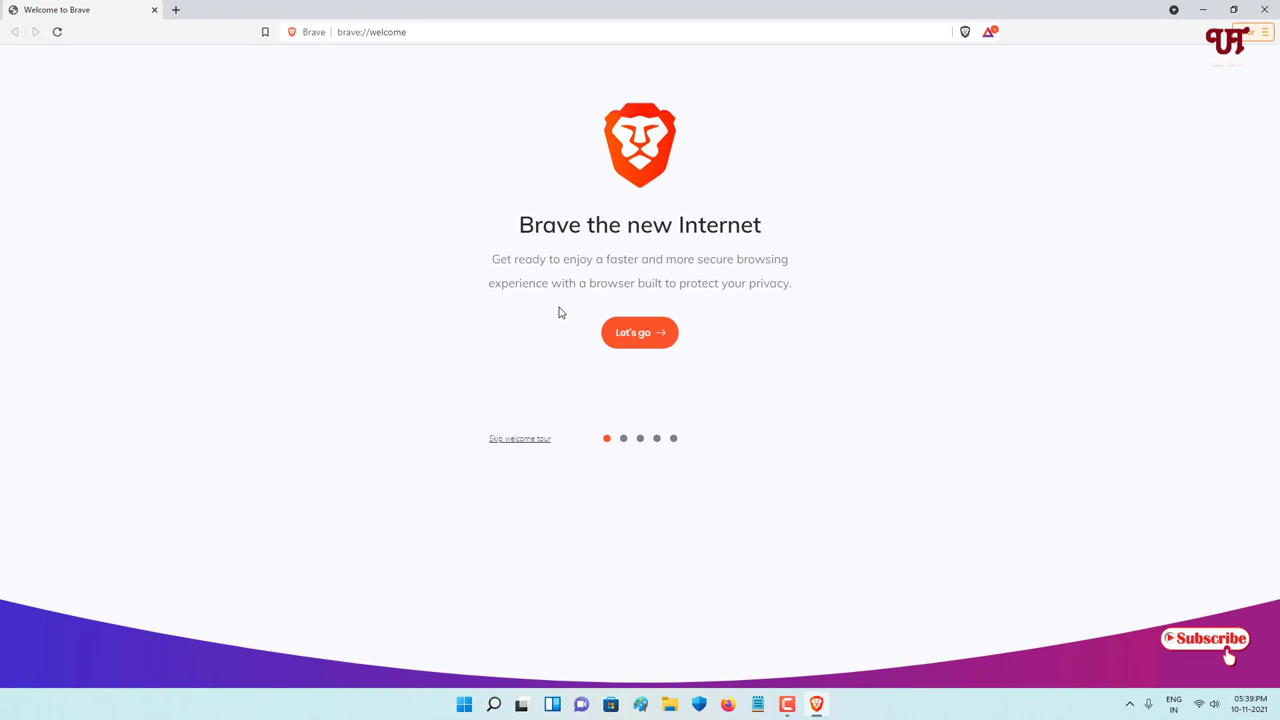 Welcome to Brave
Brave
brave://welcome
1
UT
Brave the new Internet
Get ready to enjoy a faster and more secure browsing
experience with a browser built to protect your privacy.
Let's go →
Skip welcome tour
Subscribe
ENG
IN
05:39:PM
10-11-2021